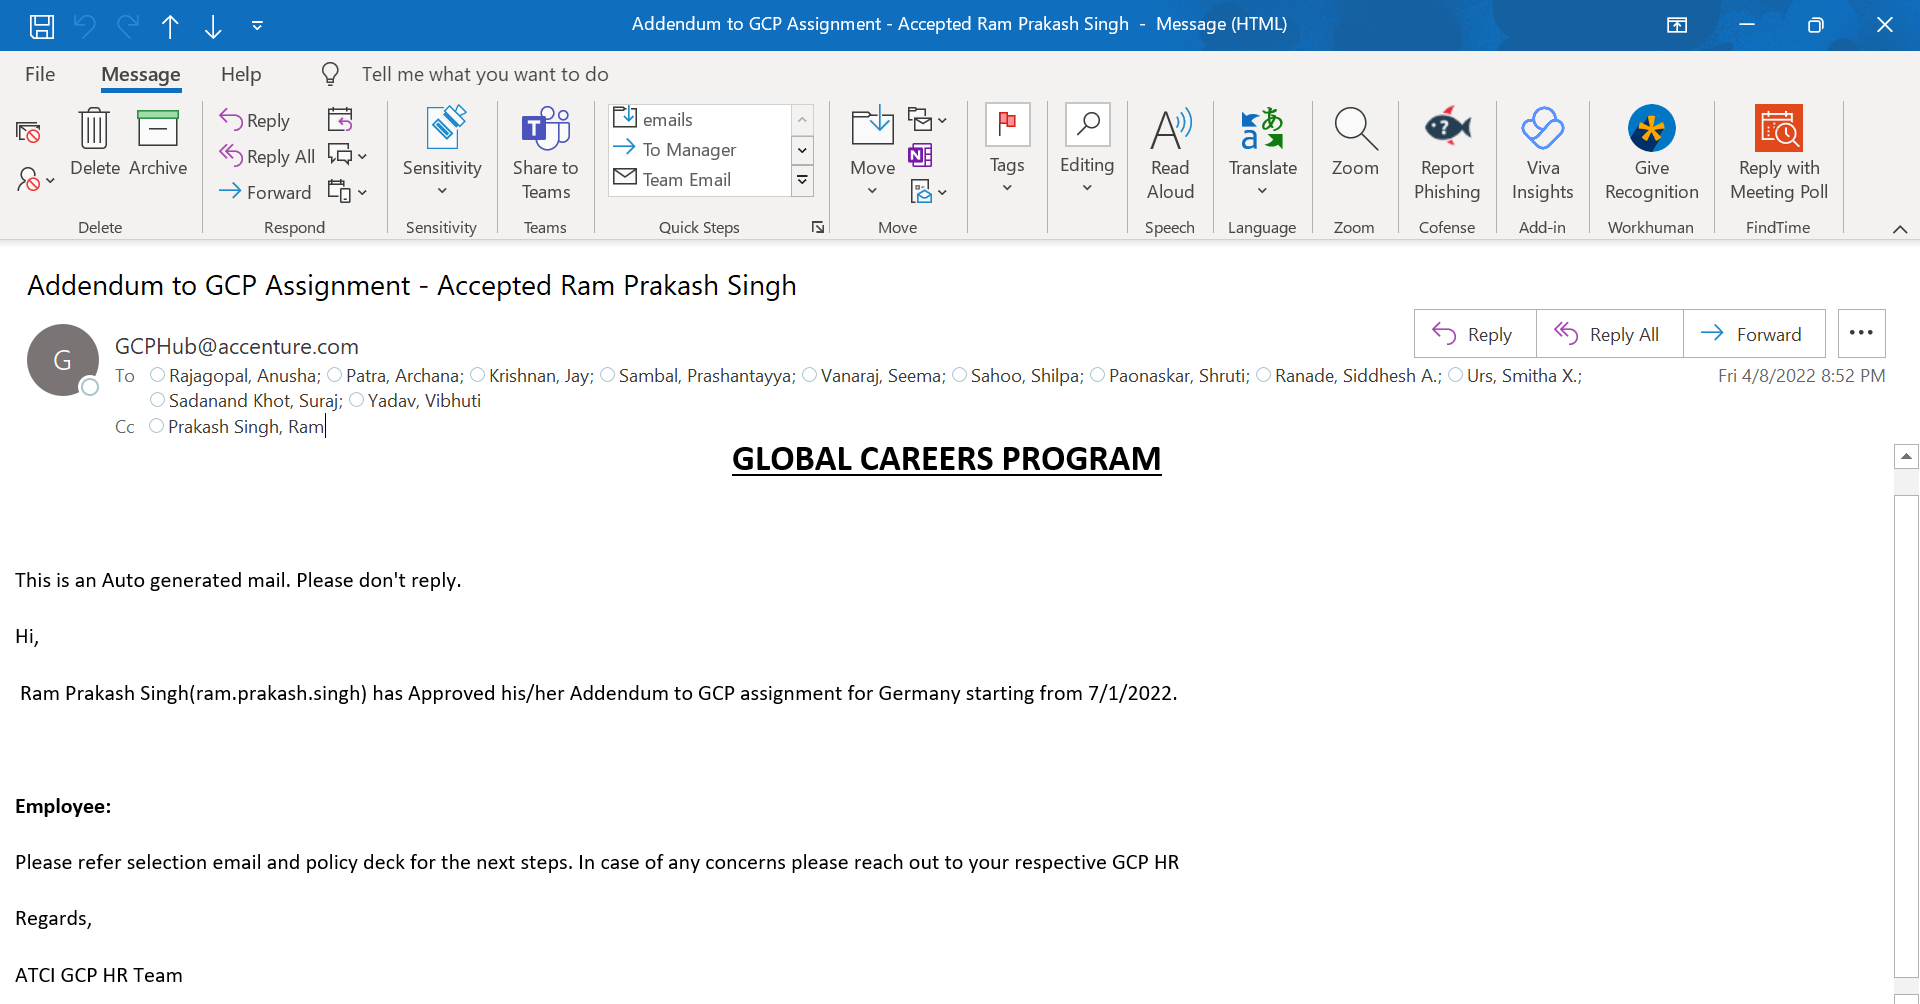 Addendum to GCP Assignment - Accepted Ram Prakash Singh - Message (HTML)
File Message Help Tell me what you want to do
Delete Archive
Delete
Reply
Reply All
Forward
Respond
Sensitivity
Sensitivity
Share to
Teams
Teams
emails
To Manager
Team Email
Quick Steps
Move
Move
Tags
Editing
Read
Aloud
Speech
Translate
Language
Zoom
Zoom
Report
Phishing
Cofense
Viva
Insights
Add-in
Give
Recognition
Workhuman
Reply with
Meeting Poll
FindTime
Addendum to GCP Assignment - Accepted Ram Prakash Singh
G
GCPHub@accenture.com
Reply Reply All Forward
To Rajagopal, Anusha; Patra, Archana; Krishnan, Jay; Sambal, Prashantayya; Vanaraj, Seema; Sahoo, Shilpa; Paonaskar, Shruti; Ranade, Siddhesh A.; Urs, Smitha X.;
Fri 4/8/2022 8:52 PM
Sadanand Khot, Suraj; Yadav, Vibhuti
Cc Prakash Singh, Ram
GLOBAL CAREERS PROGRAM
This is an Auto generated mail. Please don't reply.
Hi,
Ram Prakash Singh(ram.prakash.singh) has Approved his/her Addendum to GCP assignment for Germany starting from 7/1/2022.
Employee:
Please refer selection email and policy deck for the next steps. In case of any concerns please reach out to your respective GCP HR
Regards,
ATCI GCP HR Team